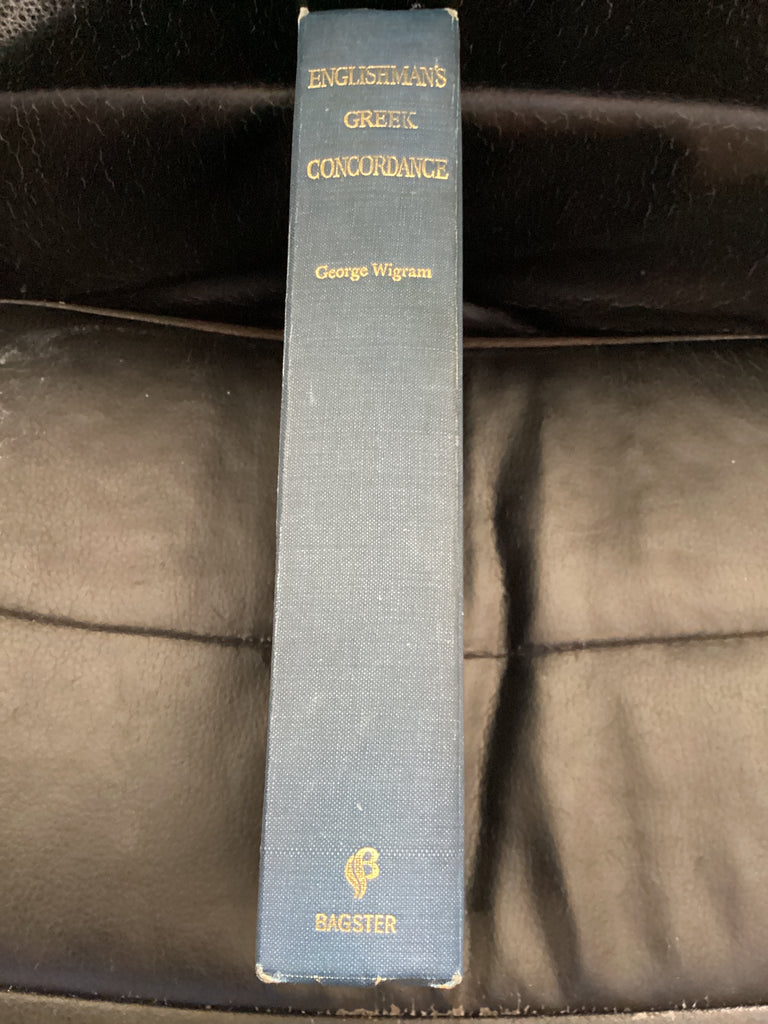 ENGLISHMAN'S
GREEK
CONCORDANCE
George Wigram
B
BAGSTER